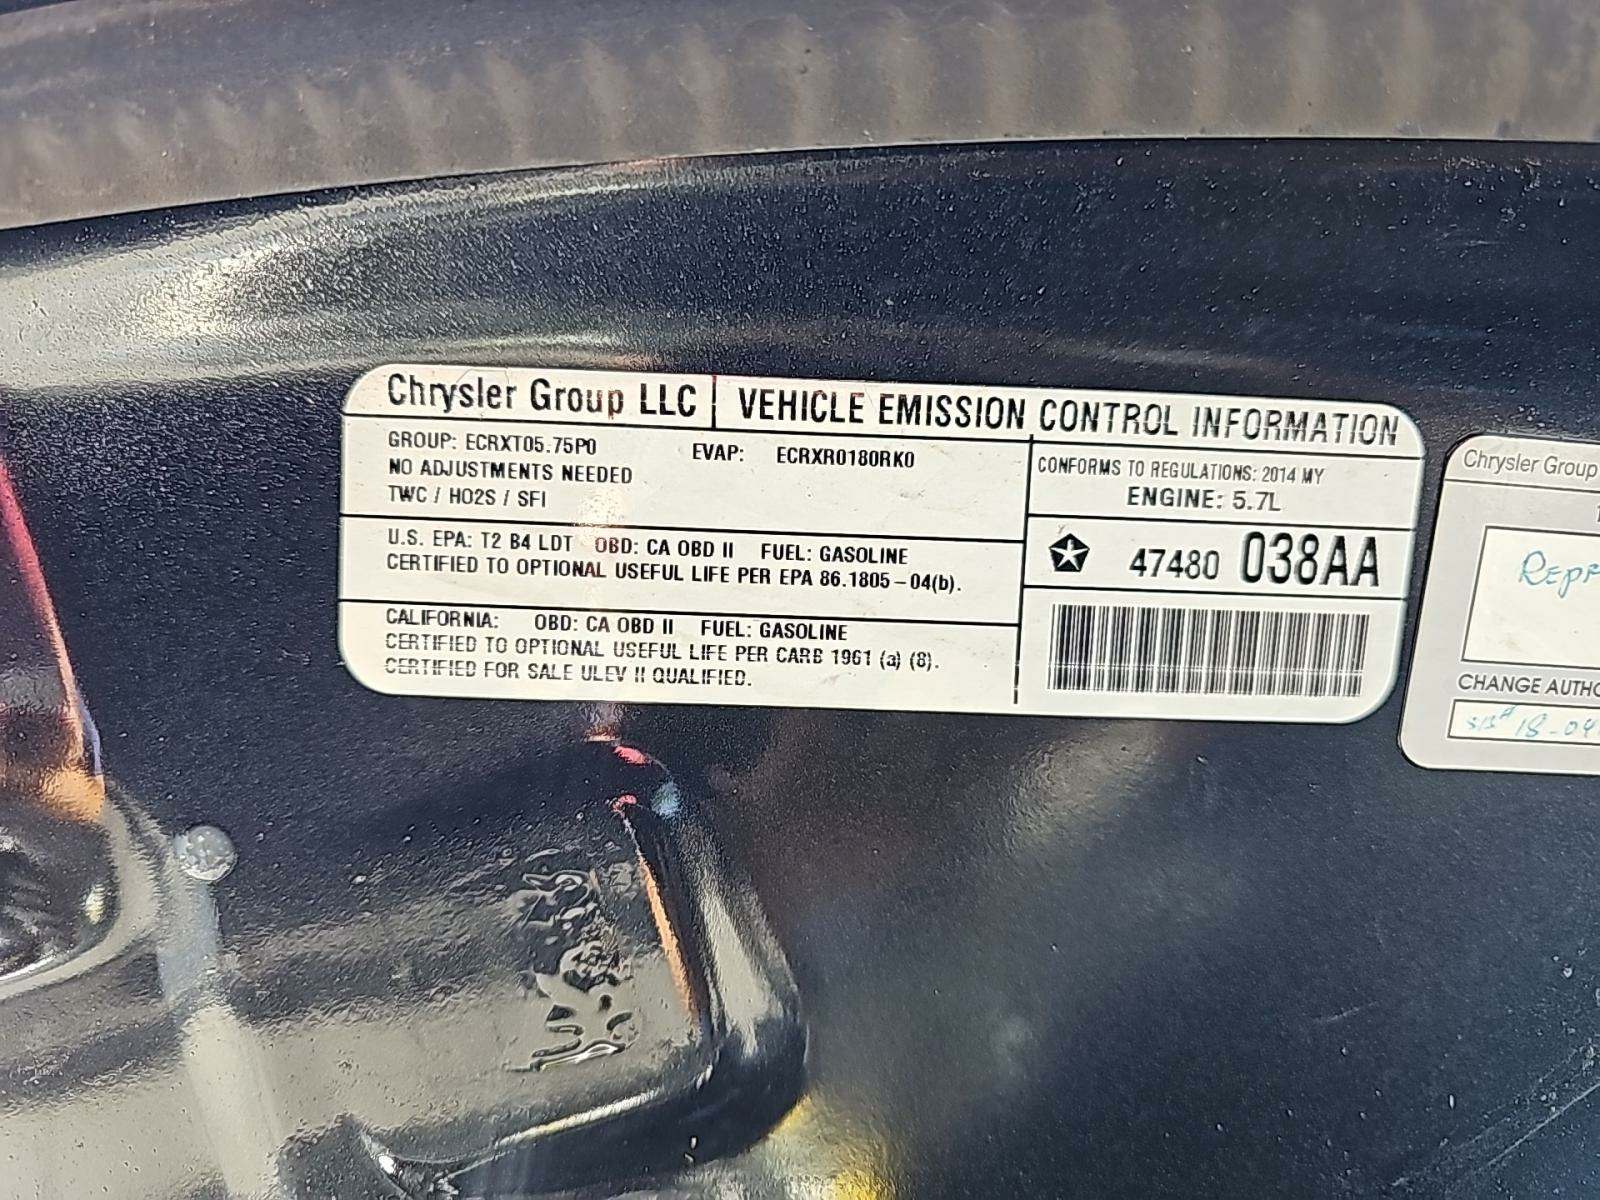 Chrysler Group LLC | VEHICLE EMISSION CONTROL INFORMATION
GROUP: ECRXT05.75P0
EVAP: ECRXR0180RK0
NO ADJUSTMENTS NEEDED
TWC / HO2S / SFI
CONFORMS TO REGULATIONS: 2014 MY
ENGINE: 5.7L
U.S. EPA: T2 B4 LDT OBD: CA OBD II FUEL: GASOLINE
CERTIFIED TO OPTIONAL USEFUL LIFE PER EPA 86.1805-04(b).
47480 038AA
CALIFORNIA: OBD: CA OBD II FUEL: GASOLINE
CERTIFIED TO OPTIONAL USEFUL LIFE PER CARB 1961 (a) (8).
CERTIFIED FOR SALE ULEV II QUALIFIED.
Chrysler Group
CHANGE